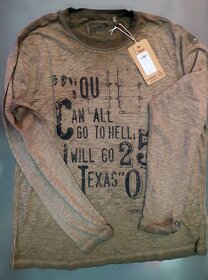 "YOU
CAN ALL
GO TO HELL,
i WILL GO 25
TEXAS"O